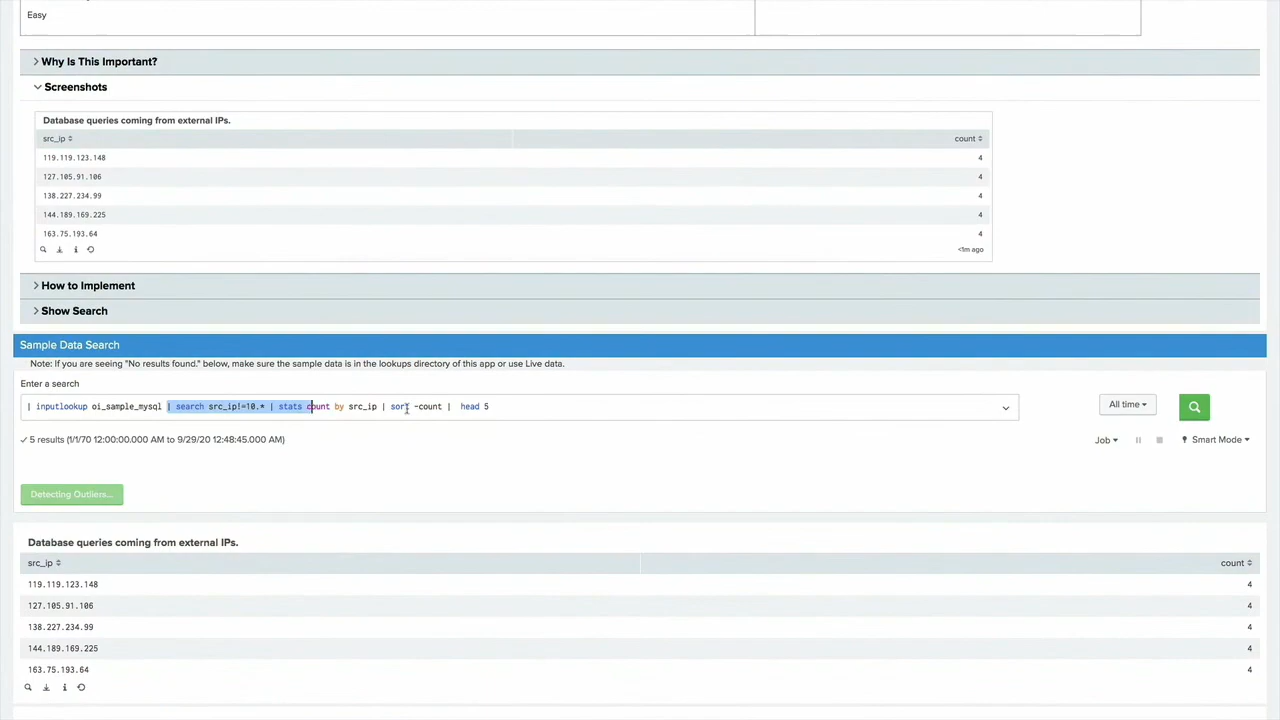 Easy
Why Is This Important?
Screenshots
Database queries coming from external IPs.
src_ip count
119.119.123.148 4
127.105.91.106 4
138.227.234.99 4
144.189.169.225 4
163.75.193.64 4
<1m ago
How to Implement
Show Search
Sample Data Search
Note: If you are seeing "No results found." below, make sure the sample data is in the lookups directory of this app or use Live data.
Enter a search
| inputlookup oi_sample_mysql | search src_ip!=10.* | stats count by src_ip | sort -count | head 5
All time
5 results (1/1/70 12:00:00.000 AM to 9/29/20 12:48:45.000 AM)
Job Smart Mode
Detecting Outliers...
Database queries coming from external IPs.
src_ip count
119.119.123.148 4
127.105.91.106 4
138.227.234.99 4
144.189.169.225 4
163.75.193.64 4